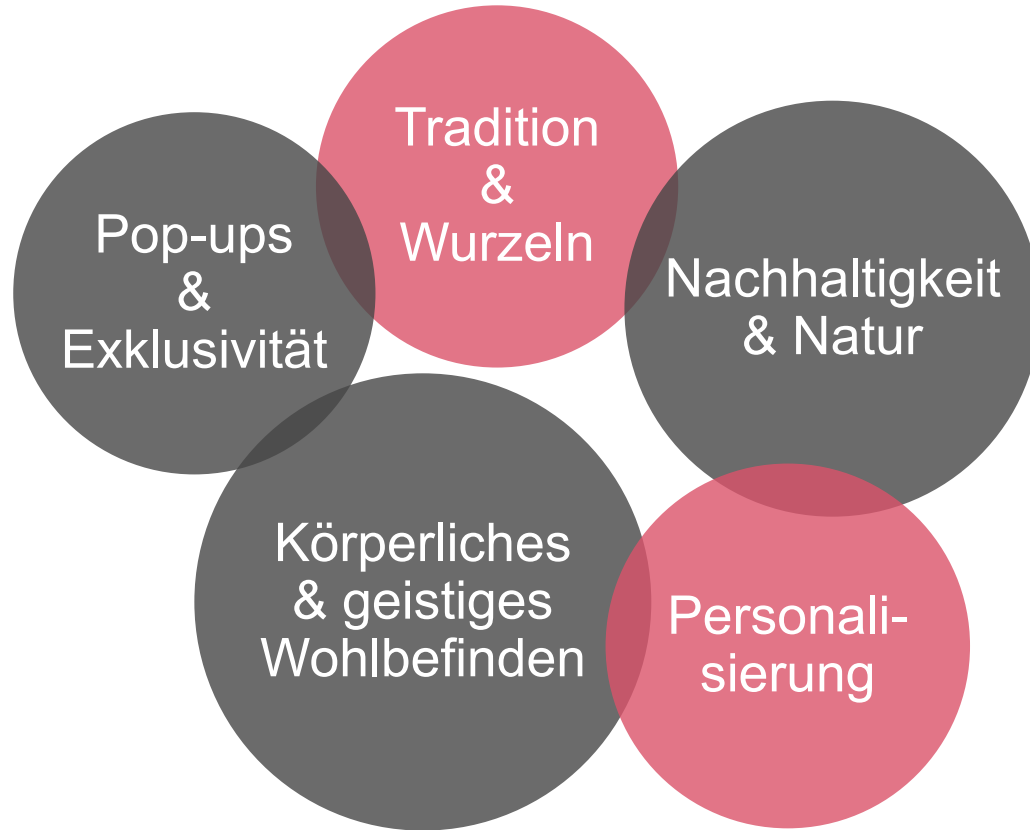 Tradition
&
Wurzeln
Pop-ups
&
Exklusivität
Nachhaltigkeit
& Natur
Körperliches
& geistiges
Wohlbefinden
Personali-
sierung